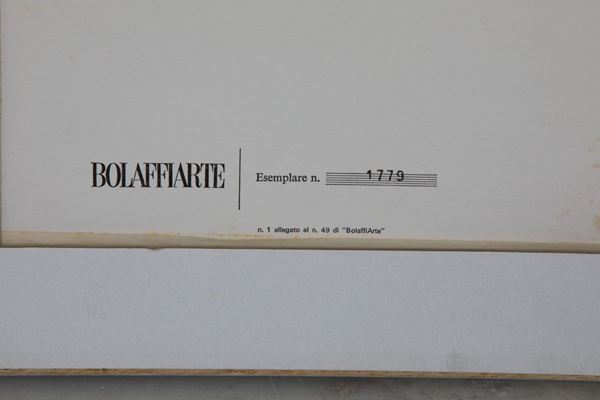 BOLAFFIARTE
Esemplare n. 1779
n. 1 allegato al n. 49 di "BolaffiArte"